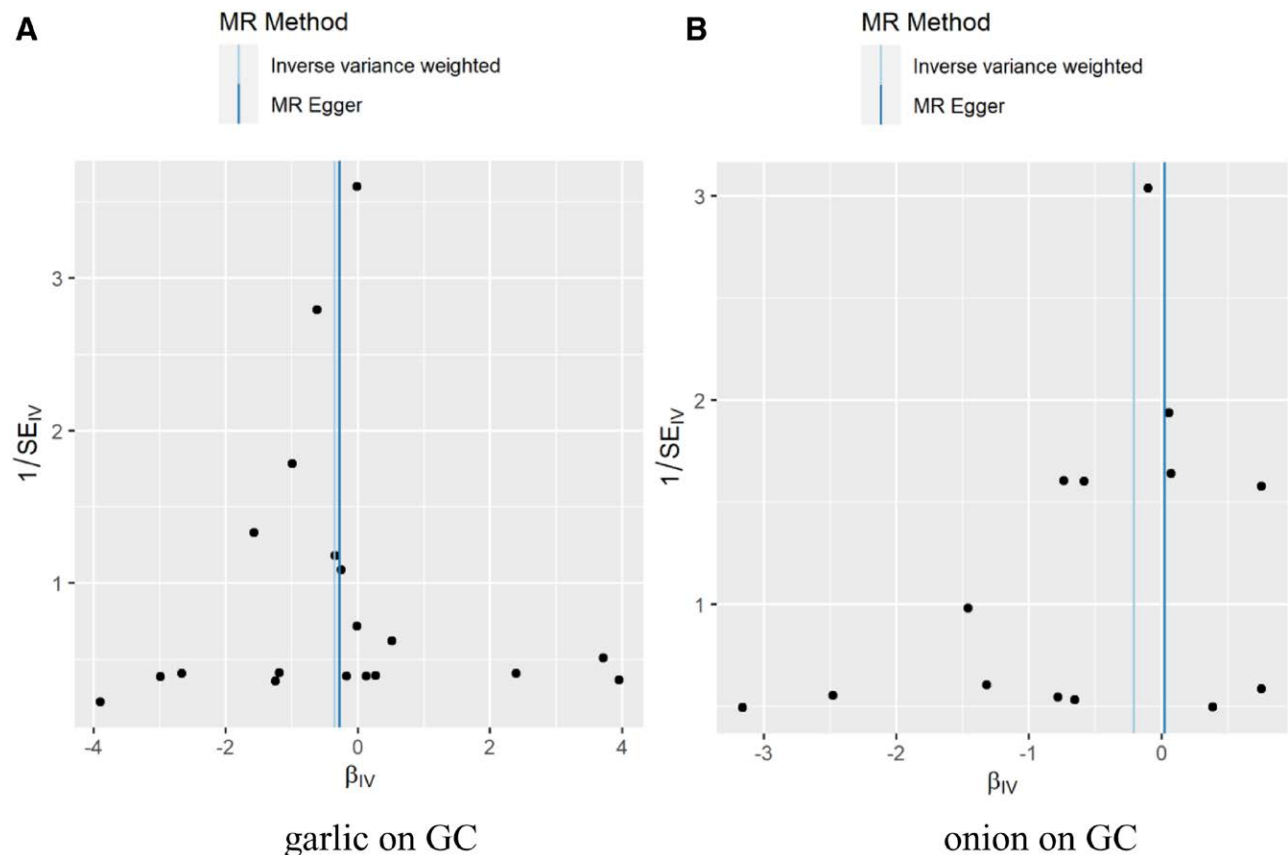 A
MR Method
Inverse variance weighted
MR Egger
3
2
1
1/SE_IV
-4 -2 0 2 4
β_IV
garlic on GC
B
MR Method
Inverse variance weighted
MR Egger
3
2
1
1/SE_IV
-3 -2 -1 0
β_IV
onion on GC